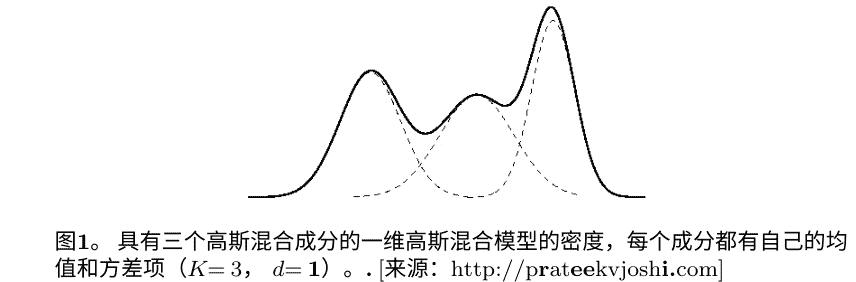 图1。 具有三个高斯混合成分的一维高斯混合模型的密度，每个成分都有自己的均
值和方差项（K= 3， d= 1）。. [来源：http://prateekvjoshi.com]